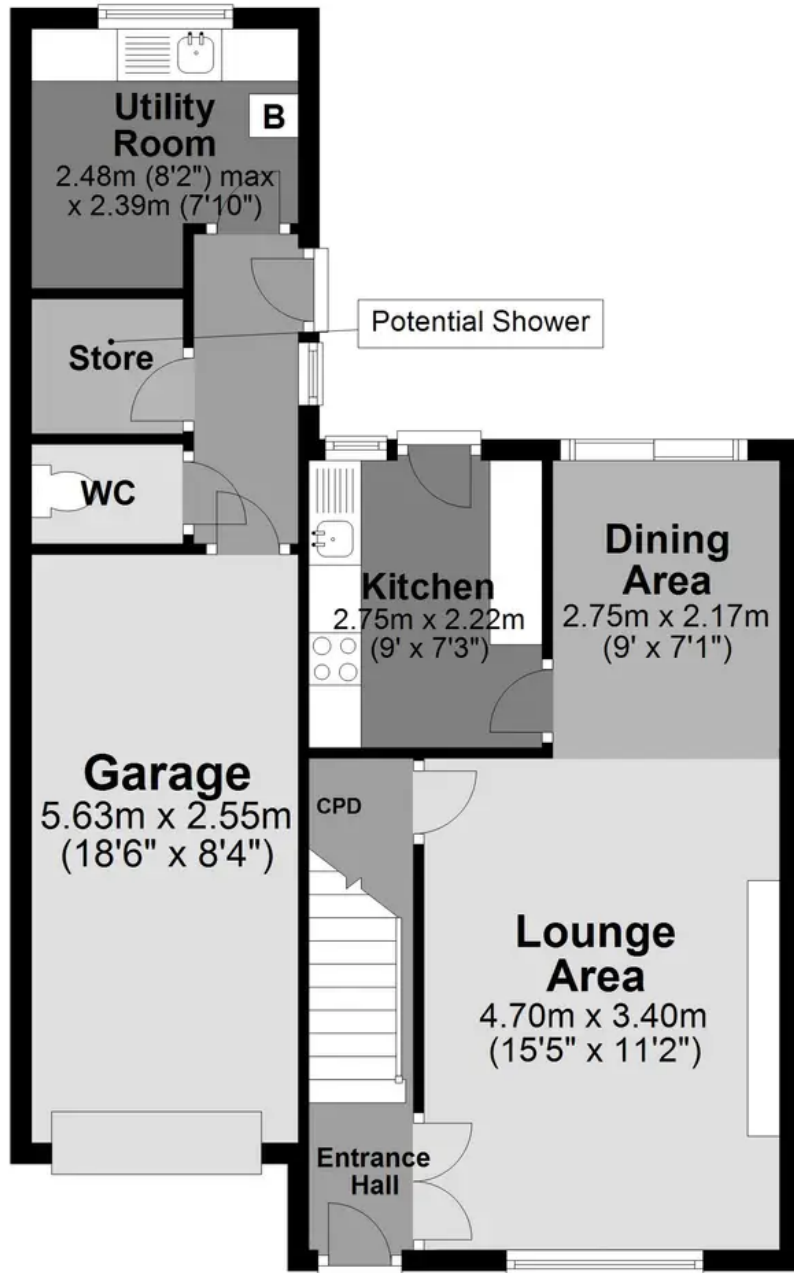 Utility
Room
2.48m (8'2") max
x 2.39m (7'10")
B
Potential Shower
Store
WC
Kitchen
2.75m x 2.22m
(9' x 7'3")
Dining
Area
2.75m x 2.17m
(9' x 7'1")
Garage
5.63m x 2.55m
(18'6" x 8'4")
CPD
Lounge
Area
4.70m x 3.40m
(15'5" x 11'2")
Entrance
Hall